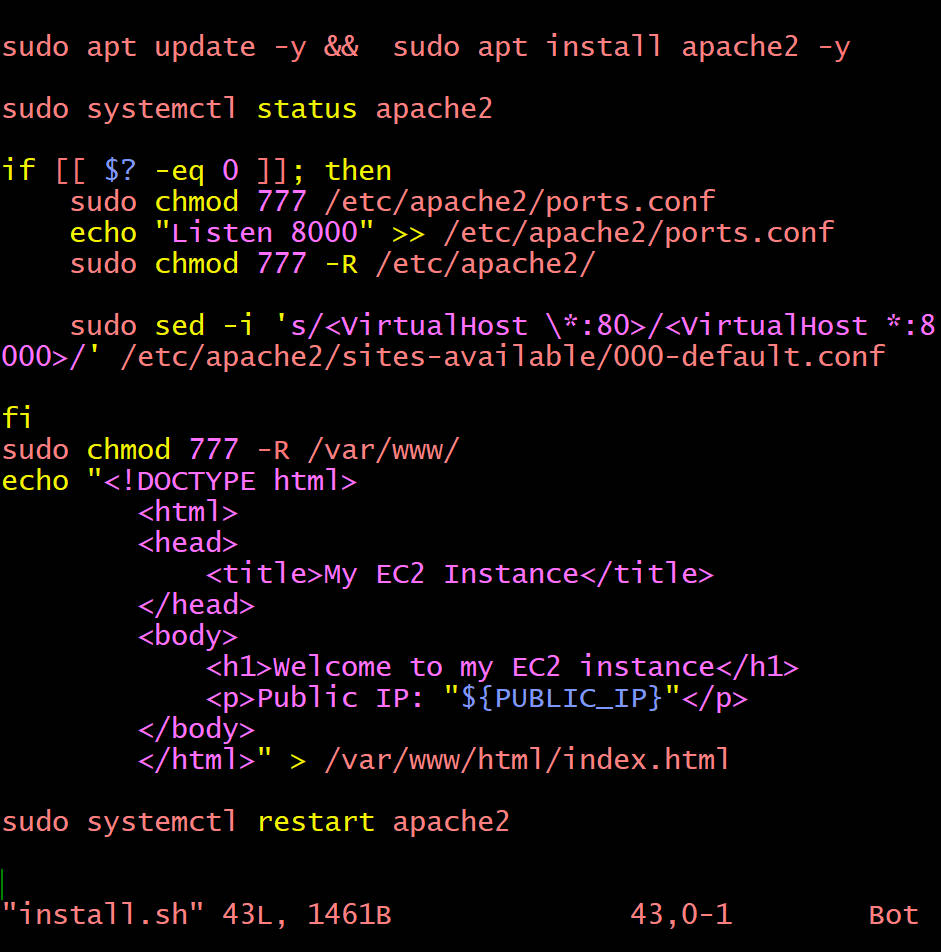 sudo apt update -y &&  sudo apt install apache2 -y

sudo systemctl status apache2

if [[ $? -eq 0 ]]; then
    sudo chmod 777 /etc/apache2/ports.conf
    echo "Listen 8000" >> /etc/apache2/ports.conf
    sudo chmod 777 -R /etc/apache2/

    sudo sed -i 's/<VirtualHost \*:80>/<VirtualHost *:8
000>/' /etc/apache2/sites-available/000-default.conf

fi
sudo chmod 777 -R /var/www/
echo "<!DOCTYPE html>
        <html>
        <head>
            <title>My EC2 Instance</title>
        </head>
        <body>
            <h1>Welcome to my EC2 instance</h1>
            <p>Public IP: "${PUBLIC_IP}"</p>
        </body>
        </html>" > /var/www/html/index.html

sudo systemctl restart apache2

"install.sh" 43L, 1461B 43,0-1 Bot